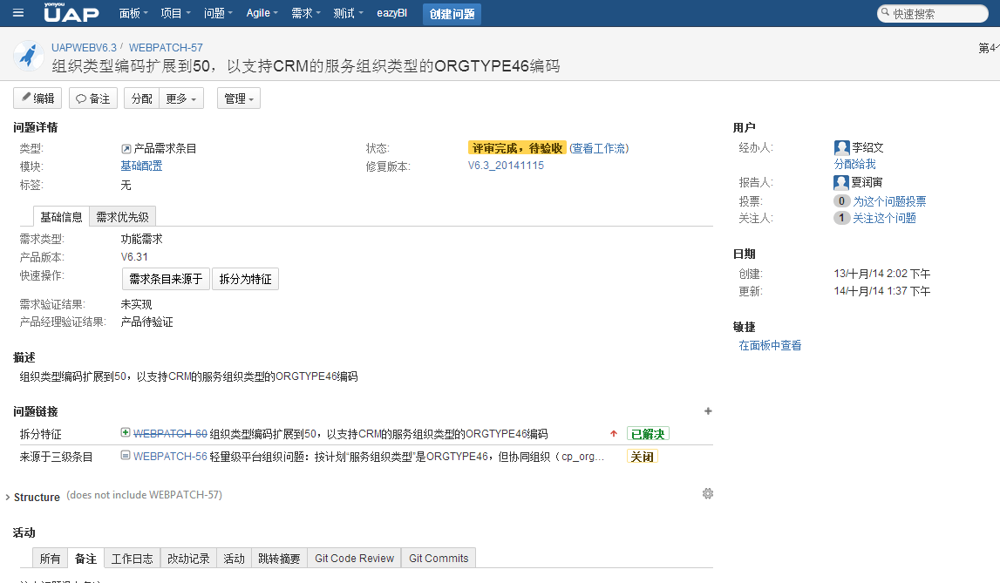 yonyou
UAP 面板 项目 问题 Agile 需求 测试 eazyBI 创建问题 快速搜索
UAPWEBV6.3 / WEBPATCH-57
第4个
组织类型编码扩展到50，以支持CRM的服务组织类型的ORGTYPE46编码
编辑 备注 分配 更多 管理
问题详情
类型: 产品需求条目
模块: 基础配置
标签: 无
状态: 评审完成，待验收 (查看工作流)
修复版本: V6.3_20141115
基础信息 需求优先级
需求类型: 功能需求
产品版本: V6.31
快速操作: 需求条目来源于 拆分为特征
需求验证结果: 未实现
产品经理验证结果: 产品待验证
描述
组织类型编码扩展到50，以支持CRM的服务组织类型的ORGTYPE46编码
问题链接
拆分特征 WEBPATCH-60 组织类型编码扩展到50，以支持CRM的服务组织类型的ORGTYPE46编码 已解决
来源于三级条目 WEBPATCH-56 轻量级平台组织问题：按计划“服务组织类型”是ORGTYPE46，但协同组织（cp_org... 关闭
Structure (does not include WEBPATCH-57)
活动
所有 备注 工作日志 改动记录 活动 跳转摘要 Git Code Review Git Commits
用户
经办人: 李绍文
分配给我
报告人: 夏润寅
投票: 0 为这个问题投票
关注人: 1 关注这个问题
日期
创建: 13/十月/14 2:02 下午
更新: 14/十月/14 1:37 下午
敏捷
在面板中查看